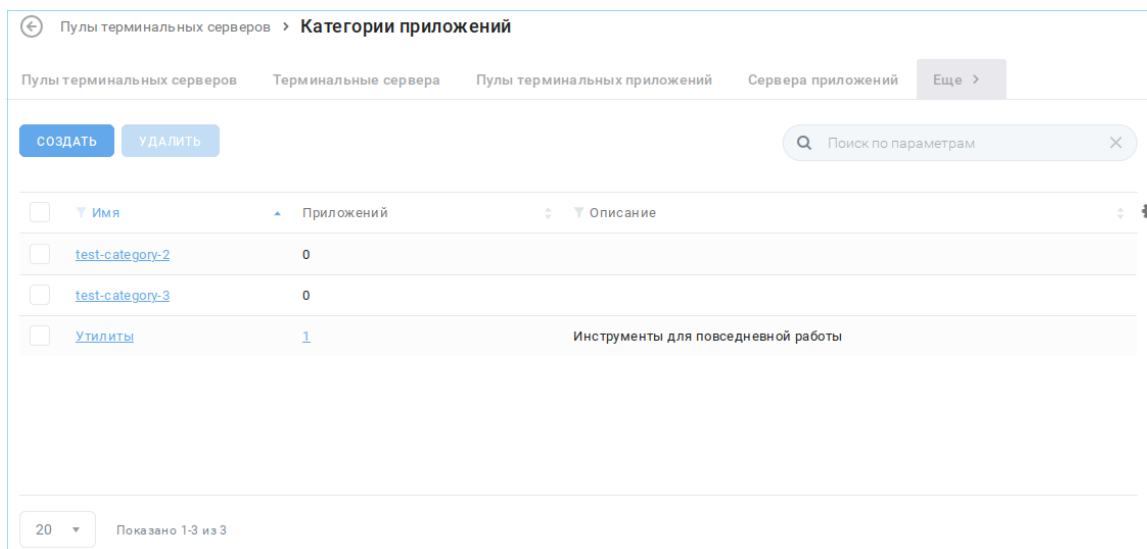 Пулы терминальных серверов > Категории приложений
Пулы терминальных серверов Терминальные сервера Пулы терминальных приложений Сервера приложений Еще >
СОЗДАТЬ УДАЛИТЬ Поиск по параметрам
Имя Приложений Описание
test-category-2 0
test-category-3 0
Утилиты 1 Инструменты для повседневной работы
20 Показано 1-3 из 3